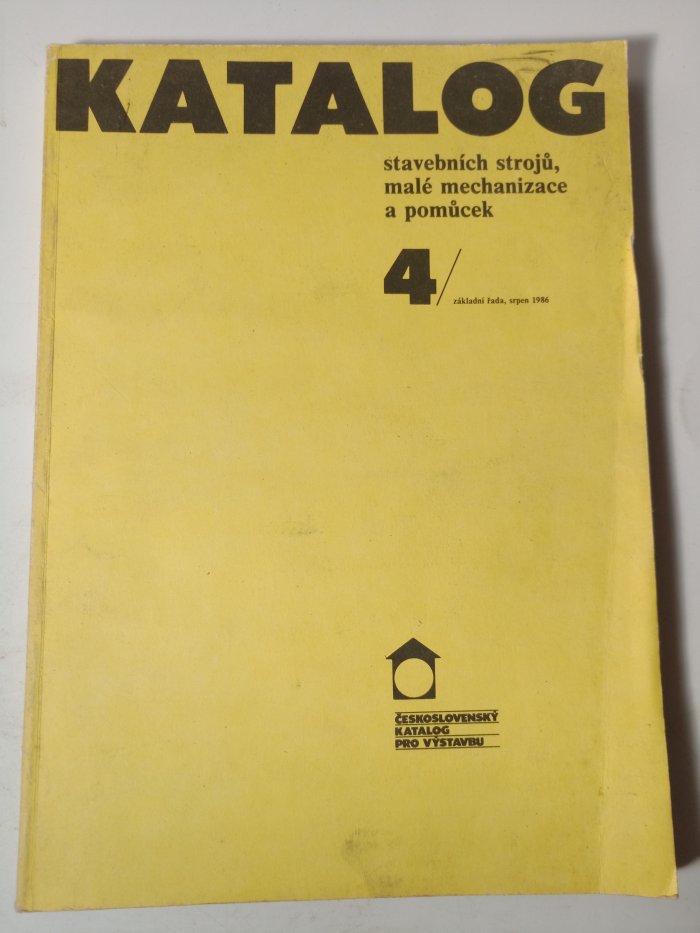 KATALOG
stavebních strojů,
malé mechanizace
a pomůcek
4/ základní řada, srpen 1986
ČESKOSLOVENSKÝ
KATALOG
PRO VÝSTAVBU